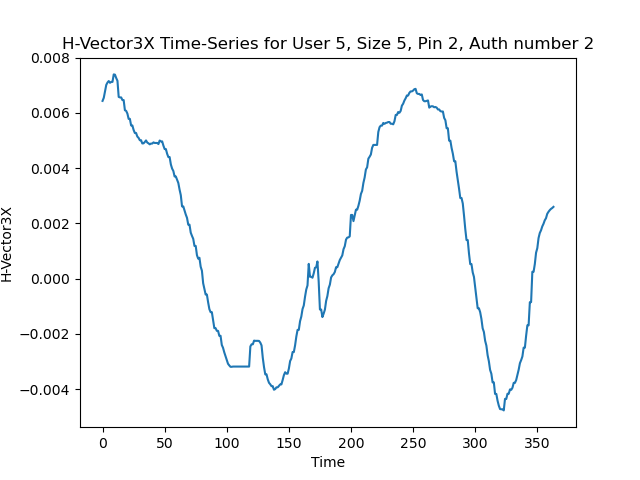 H-Vector3X Time-Series for User 5, Size 5, Pin 2, Auth number 2
0.008
0.006
0.004
0.002
0.000
−0.002
−0.004
H-Vector3X
0 50 100 150 200 250 300 350
Time